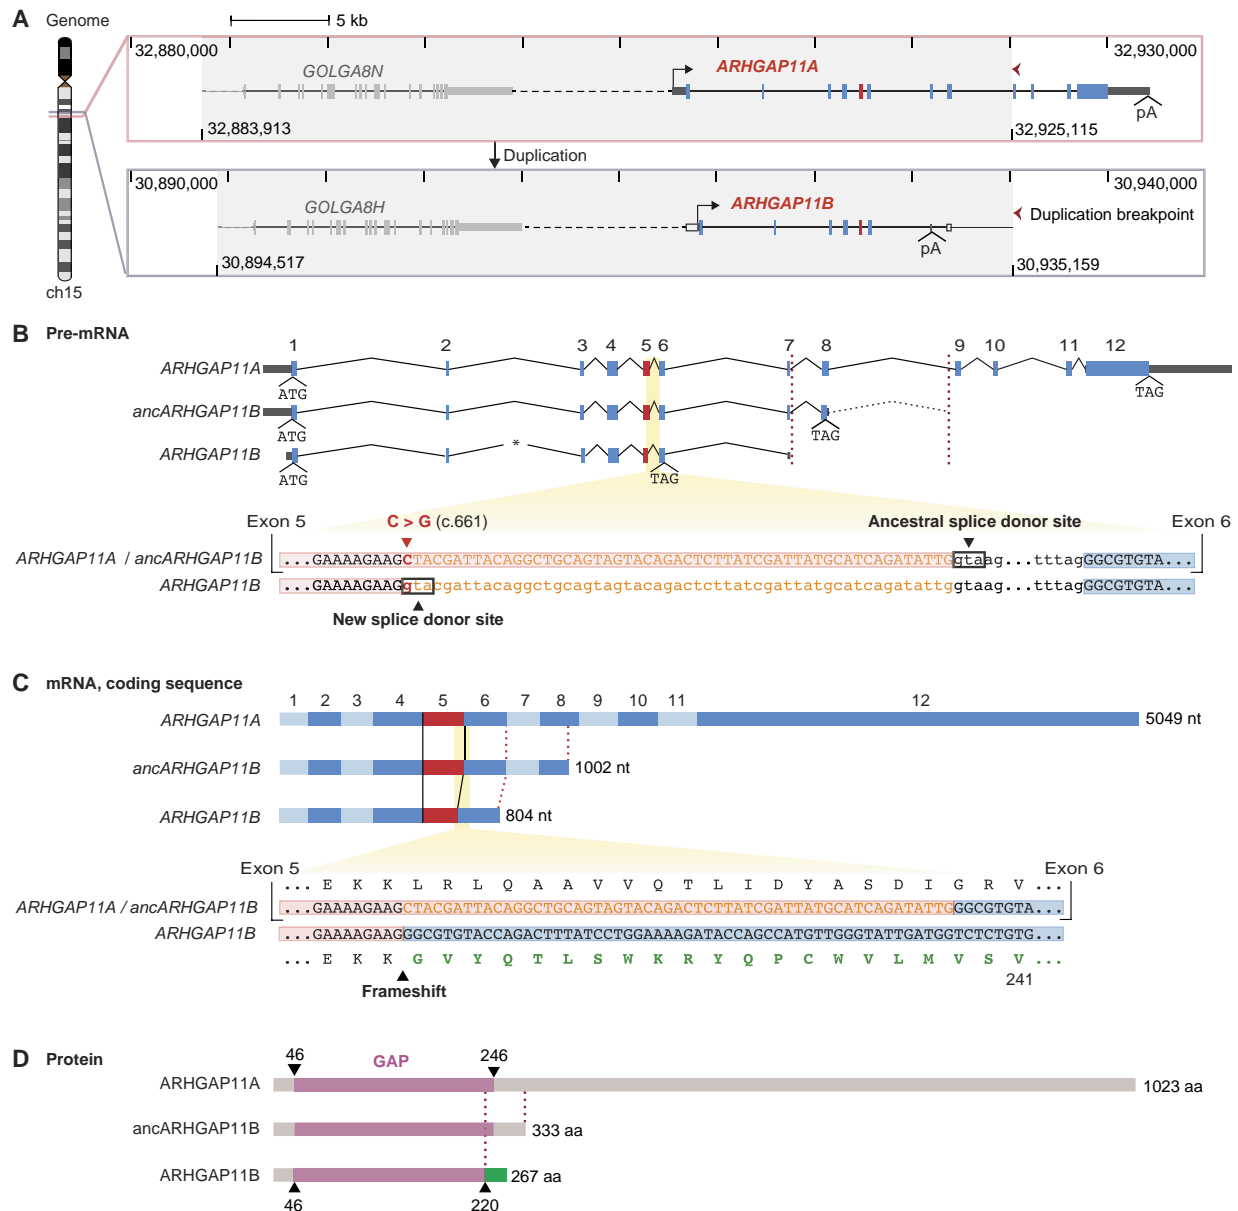 A Genome 5 kb
32,880,000 32,930,000
GOLGA8N ARHGAP11A
pA
32,883,913 32,925,115
Duplication
30,890,000 30,940,000
GOLGA8H ARHGAP11B
Duplication breakpoint
pA
30,894,517 30,935,159
ch15
B Pre-mRNA
1 2 3 4 5 6 7 8 9 10 11 12
ARHGAP11A
ATG TAG
ancARHGAP11B
ATG TAG
ARHGAP11B *
ATG TAG
Exon 5 C > G (c.661) Ancestral splice donor site Exon 6
ARHGAP11A / ancARHGAP11B ...GAAAAGAAGCTACGATTACAGGCTGCAGTAGTACAGACTCTTATCGATTATGCATCAGATATTGgtaag...tttagGGCGTGTA...
ARHGAP11B ...GAAAAGAAGgtacgattacaggctgcagtagtacagactcttatcgattatgcatcagatattggtaag...tttagGGCGTGTA...
New splice donor site
C mRNA, coding sequence
1 2 3 4 5 6 7 8 9 10 11 12
ARHGAP11A 5049 nt
ancARHGAP11B 1002 nt
ARHGAP11B 804 nt
Exon 5 Exon 6
... E K K L R L Q A A V V Q T L I D Y A S D I G R V ...
ARHGAP11A / ancARHGAP11B ...GAAAAGAAGCTACGATTACAGGCTGCAGTAGTACAGACTCTTATCGATTATGCATCAGATATTGGGCGTGTA...
ARHGAP11B ...GAAAAGAAGGGCGTGTACCAGACTTTATCCTGGAAAAGATACCAGCCATGTTGGGTATTGATGGTCTCTGTG...
... E K K G V Y Q T L S W K R Y Q P C W V L M V S V ...
Frameshift 241
D Protein
46 GAP 246
ARHGAP11A 1023 aa
ancARHGAP11B 333 aa
ARHGAP11B 267 aa
46 220